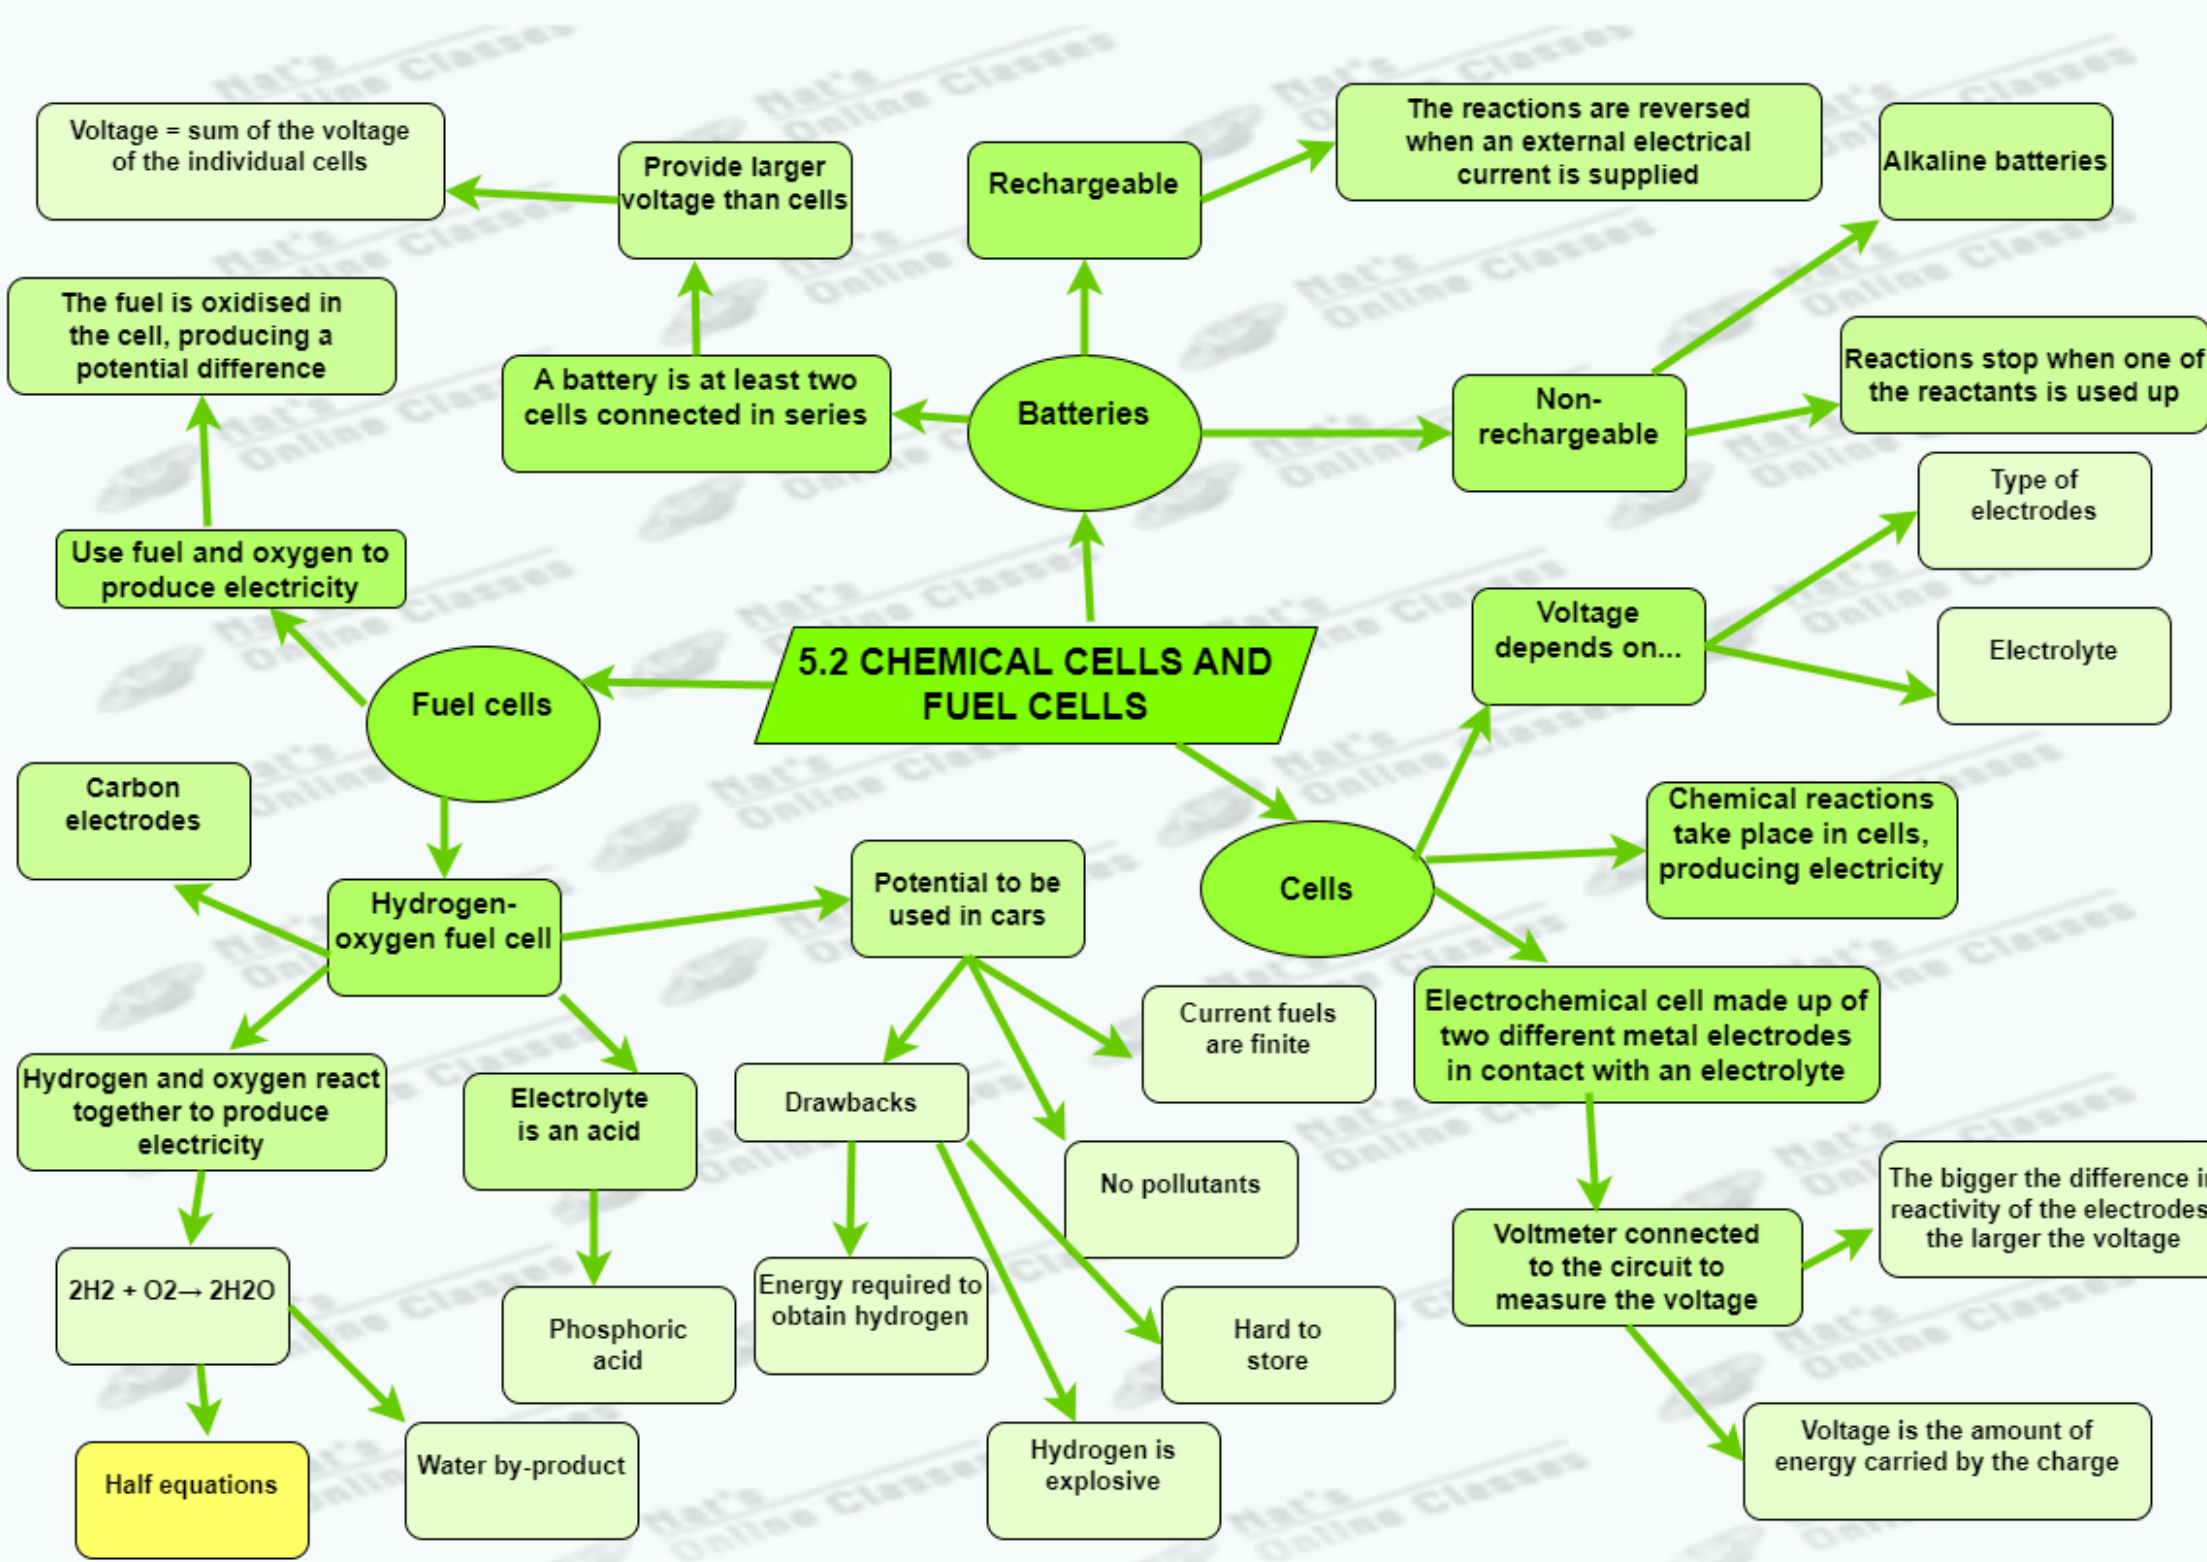 Voltage = sum of the voltage
of the individual cells
Provide larger
voltage than cells
Rechargeable
The reactions are reversed
when an external electrical
current is supplied
Alkaline batteries
The fuel is oxidised in
the cell, producing a
potential difference
A battery is at least two
cells connected in series
Batteries
Non-
rechargeable
Reactions stop when one of
the reactants is used up
Type of
electrodes
Use fuel and oxygen to
produce electricity
Voltage
depends on...
Electrolyte
5.2 CHEMICAL CELLS AND
FUEL CELLS
Fuel cells
Carbon
electrodes
Chemical reactions
take place in cells,
producing electricity
Cells
Hydrogen-
oxygen fuel cell
Potential to be
used in cars
Current fuels
are finite
Electrochemical cell made up of
two different metal electrodes
in contact with an electrolyte
Hydrogen and oxygen react
together to produce
electricity
Electrolyte
is an acid
Drawbacks
No pollutants
The bigger the difference
reactivity of the electrodes
the larger the voltage
Voltmeter connected
to the circuit to
measure the voltage
2H2 + O2→ 2H2O
Phosphoric
acid
Energy required to
obtain hydrogen
Hard to
store
Half equations
Water by-product
Hydrogen is
explosive
Voltage is the amount of
energy carried by the charge
Mat's
Online Classes